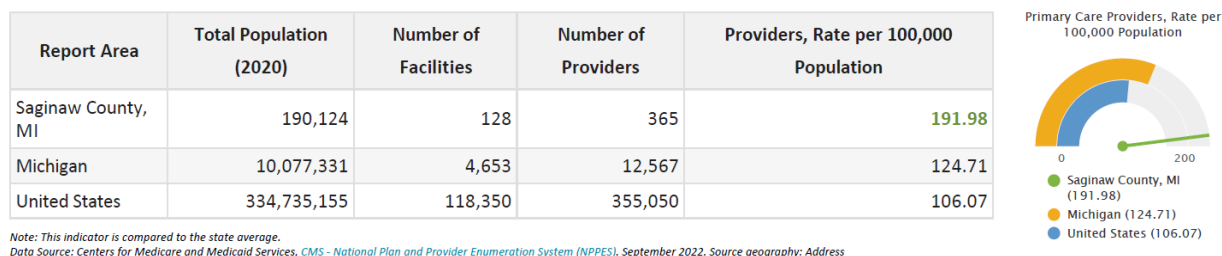 Report Area Total Population (2020) Number of Facilities Number of Providers Providers, Rate per 100,000 Population
Saginaw County, MI 190,124 128 365 191.98
Michigan 10,077,331 4,653 12,567 124.71
United States 334,735,155 118,350 355,050 106.07
Note: This indicator is compared to the state average.
Data Source: Centers for Medicare and Medicaid Services, CMS - National Plan and Provider Enumeration System (NPPES). September 2022. Source geography: Address
Primary Care Providers, Rate per
100,000 Population
0 200
Saginaw County, MI
(191.98)
Michigan (124.71)
United States (106.07)